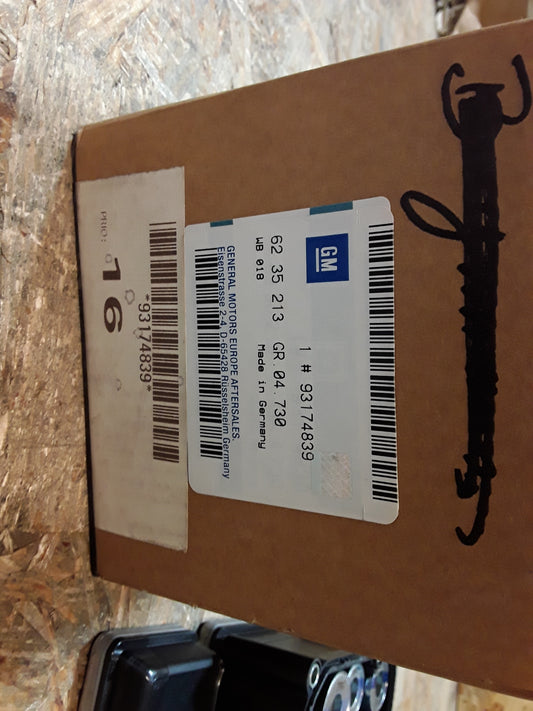 GM
1 # 93174839
62 35 213 GR.04.730
WB 018 Made in Germany
GENERAL MOTORS EUROPE AFTERSALES.
Eisenstrasse 2-4, D-65428 Rüsselsheim Germany
*93174839*
PRIO: 16